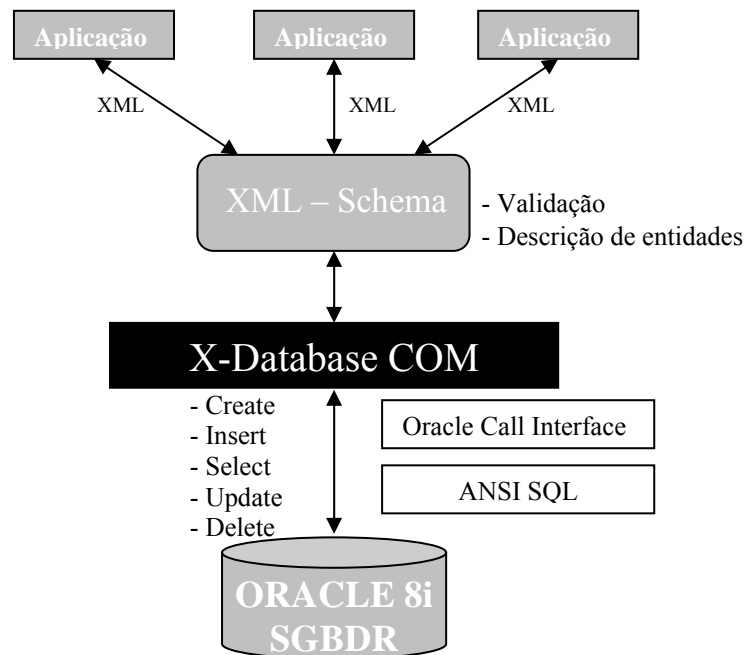 Aplicação
Aplicação
Aplicação
XML
XML
XML
XML – Schema
- Validação
- Descrição de entidades
X-Database COM
- Create
- Insert
- Select
- Update
- Delete
Oracle Call Interface
ANSI SQL
ORACLE 8i
SGBDR